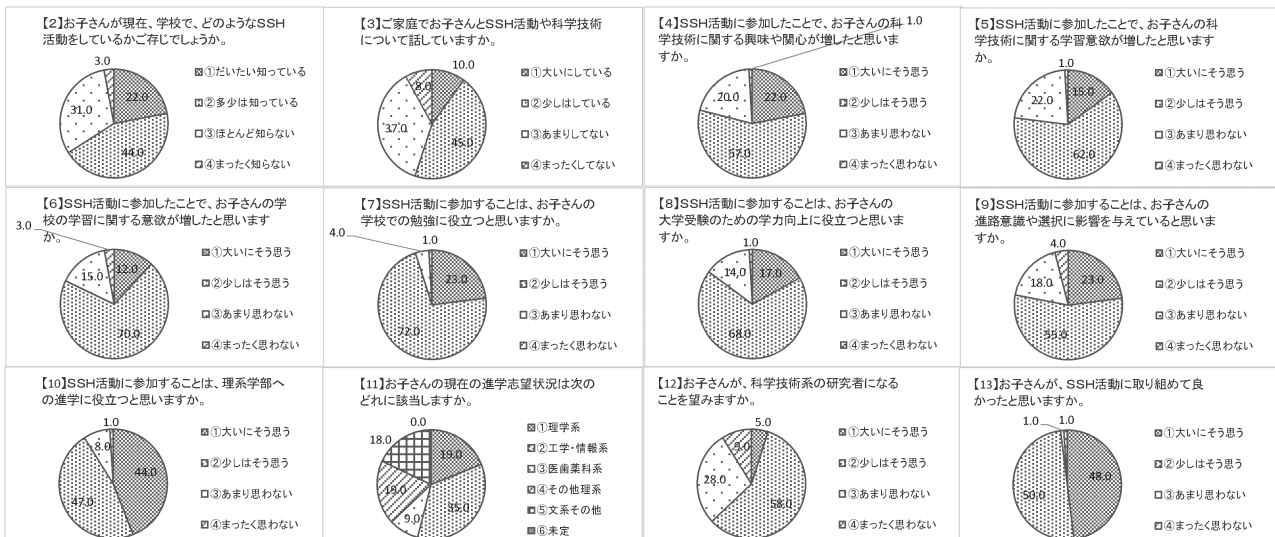 【2】お子さんが現在、学校で、どのようなSSH
活動をしているかご存じでしょうか。
3.0
22.0
31.0
44.0
①だいたい知っている
②多少は知っている
③ほとんど知らない
④まったく知らない
【3】ご家庭でお子さんとSSH活動や科学技術
について話していますか。
10.0
8.0
37.0
45.0
①大いにしている
②少しはしている
③あまりしてない
④まったくしてない
【4】SSH活動に参加したことで、お子さんの科
学技術に関する興味や関心が増したと思いま
すか。
1.0
20.0
22.0
57.0
①大いにそう思う
②少しはそう思う
③あまり思わない
④まったく思わない
【5】SSH活動に参加したことで、お子さんの科
学技術に関する学習意欲が増したと思います
か。
1.0
15.0
22.0
62.0
①大いにそう思う
②少しはそう思う
③あまり思わない
④まったく思わない
【6】SSH活動に参加したことで、お子さんの学
校の学習に関する意欲が増したと思います
か。
3.0
12.0
15.0
70.0
①大いにそう思う
②少しはそう思う
③あまり思わない
④まったく思わない
【7】SSH活動に参加することは、お子さんの
学校での勉強に役立つと思いますか。
4.0
1.0
23.0
72.0
①大いにそう思う
②少しはそう思う
③あまり思わない
④まったく思わない
【8】SSH活動に参加することは、お子さんの
大学受験のための学力向上に役立つと思いま
すか。
1.0
14.0
17.0
68.0
①大いにそう思う
②少しはそう思う
③あまり思わない
④まったく思わない
【9】SSH活動に参加することは、お子さんの
進路意識や選択に影響を与えていると思いま
すか。
4.0
18.0
23.0
55.0
①大いにそう思う
②少しはそう思う
③あまり思わない
④まったく思わない
【10】SSH活動に参加することは、理系学部へ
の進学に役立つと思いますか。
1.0
8.0
44.0
47.0
①大いにそう思う
②少しはそう思う
③あまり思わない
④まったく思わない
【11】お子さんの現在の進学志望状況は次の
どれに該当しますか。
0.0
18.0
19.0
19.0
9.0
35.0
①理学系
②工学・情報系
③医歯薬科系
④その他理系
⑤文系その他
⑥未定
【12】お子さんが、科学技術系の研究者になる
ことを望みますか。
5.0
9.0
28.0
58.0
①大いにそう思う
②少しはそう思う
③あまり思わない
④まったく思わない
【13】お子さんが、SSH活動に取り組めて良
かったと思いますか。
1.0
1.0
48.0
50.0
①大いにそう思う
②少しはそう思う
③あまり思わない
④まったく思わない